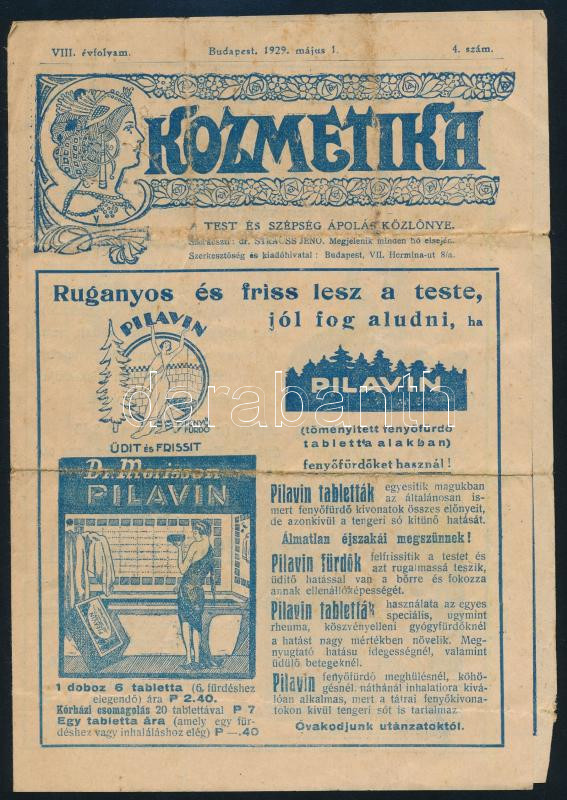 VIII. évfolyam. Budapest, 1929. május 1. 4. szám.
KOZMETIKA
A TEST ÉS SZÉPSÉG ÁPOLÁS KÖZLÖNYE.
Szerkeszti: dr. STRAUSS JENŐ. Megjelenik minden hó elsején.
Szerkesztőség és kiadóhivatal: Budapest, VII. Hermina-ut 8/a.
Ruganyos és friss lesz a teste,
jól fog aludni, ha
PILAVIN
FENYŐ
FÜRDŐ
ÜDIT és FRISSIT
PILAVIN
(töményitett fenyőfürdő
tabletta alakban)
fenyőfürdőket használ!
Dr. Morisson
PILAVIN
1 doboz 6 tabletta (6. fürdéshez
elegendő) ára P 2.40.
Kórházi csomagolás 20 tablettával P 7
Egy tabletta ára (amely egy für-
déshez vagy inhaláláshoz elég) P —.40
Pilavin tabletták egyesitik magukban
az általánosan is-
mert fenyőfürdő kivonatok összes előnyeit,
de azonkivül a tengeri só kitünő hatását.
Álmatlan éjszakái megszünnek!
Pilavin fürdők felfrissitik a testet és
azt rugalmassá teszik,
üditő hatással van a bőrre és fokozza
annak ellenállóképességét.
Pilavin tabletták használata az egyes
speciális, ugymint
rheuma, köszvényelleni gyógyfürdőknél
a hatást nagy mértékben növelik. Meg-
nyugtató hatásu idegességnél, valamint
üdülő betegeknél.
Pilavin fenyőfürdő meghülésnél, köhö-
gésnél. náthánál inhalatiora kivá-
lóan alkalmas, mert a tátrai fenyőkivona-
tokon kivül tengeri sót is tartalmaz
Óvakodjunk utánzatoktól.
darabanth